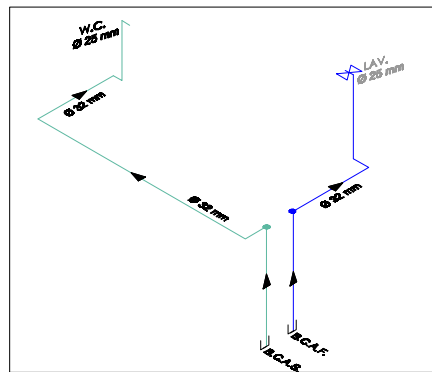 W.C.
Ø 25 mm
LAV.
Ø 25 mm
Ø 32 mm
Ø 32 mm
Ø 32 mm
B.C.A.F.
B.C.A.S.